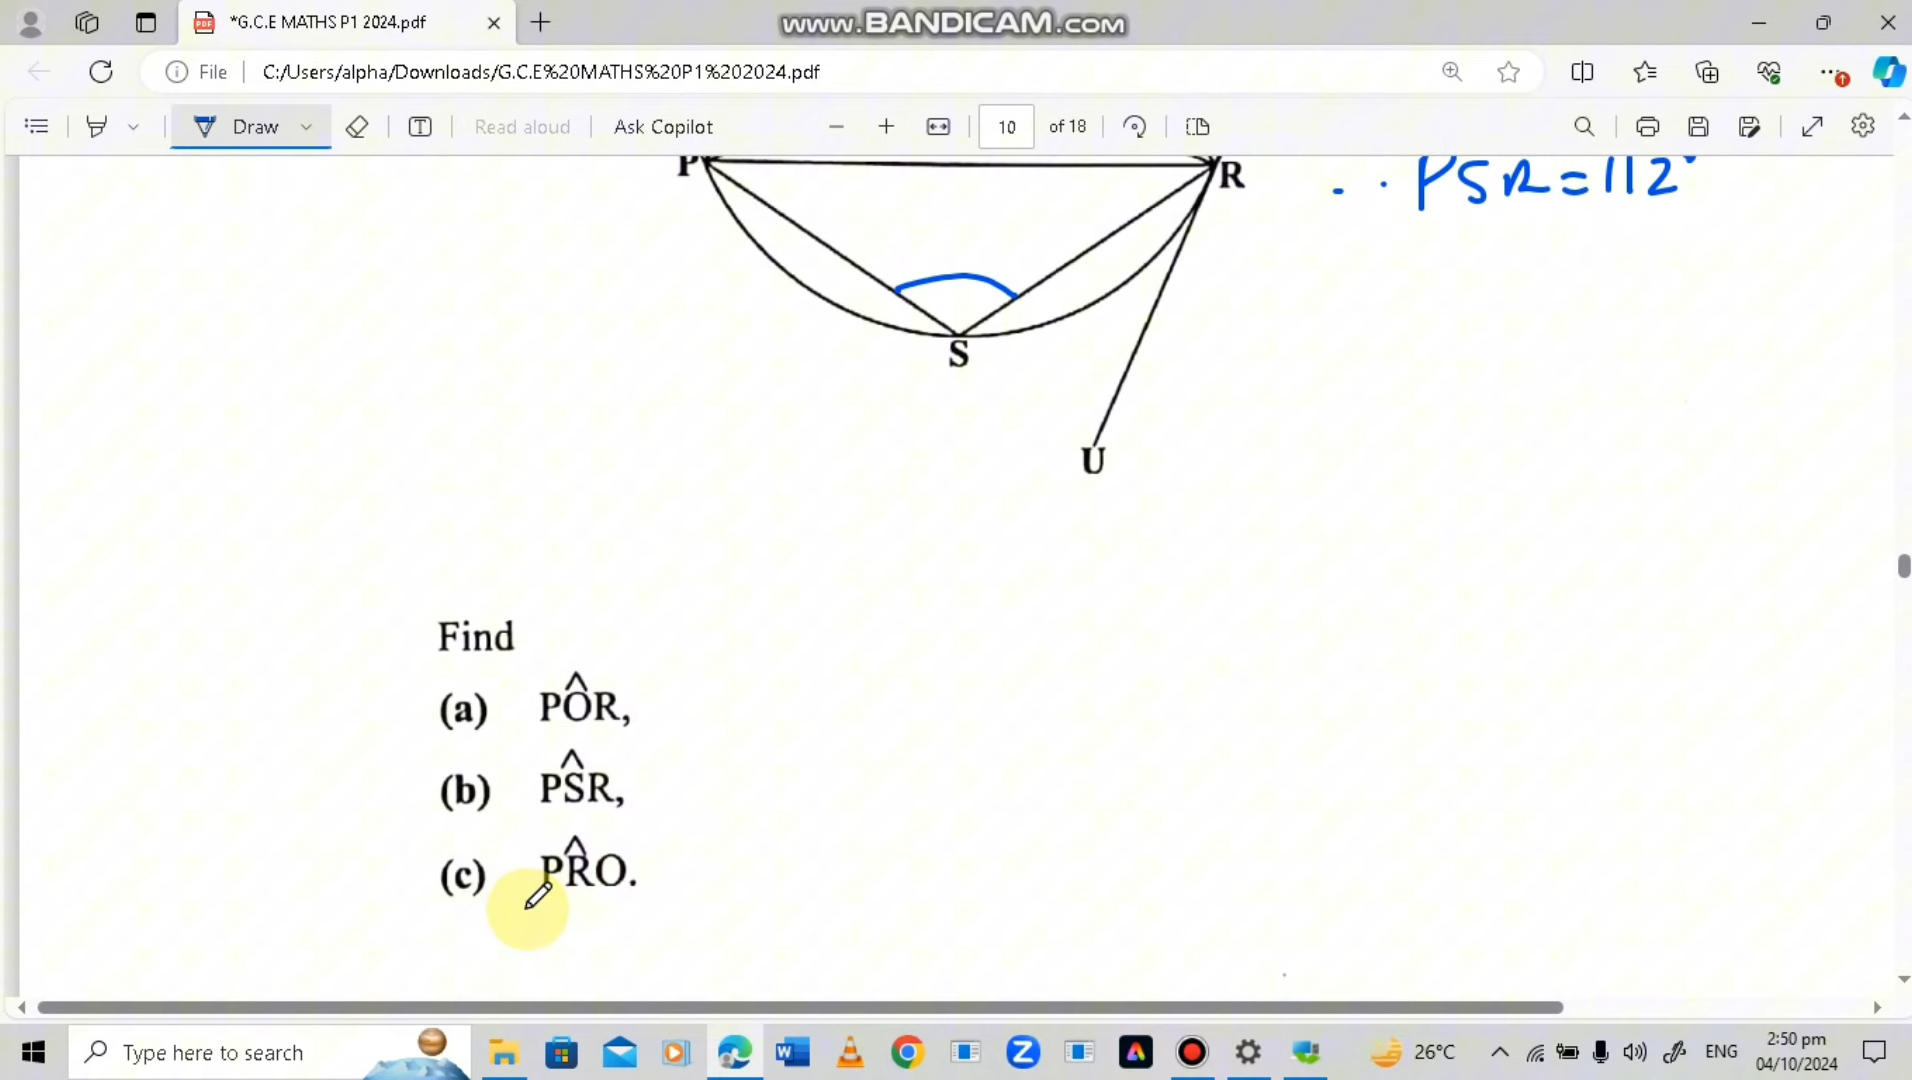 *G.C.E MATHS P1 2024.pdf
www.BANDICAM.com
File
C:/Users/alpha/Downloads/G.C.E%20MATHS%20P1%202024.pdf
Draw
Read aloud
Ask Copilot
10 of 18
P
R
∴ PSR=112°
S
U
Find
(a) PÔR,
(b) PŜR,
(c) PR̂O.
Type here to search
26°C
ENG
2:50 pm
04/10/2024